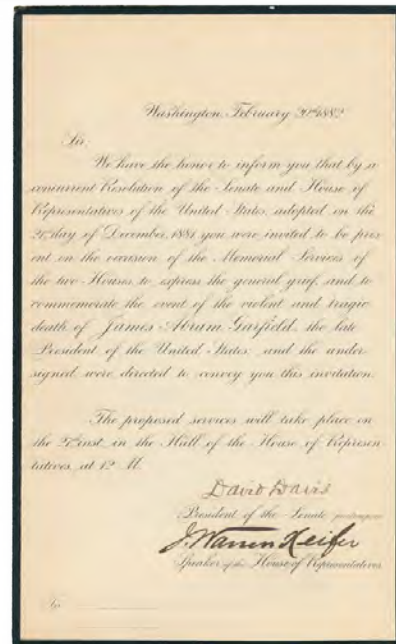 Washington, February 20th 1882
Sir:
We have the honor to inform you that by a
concurrent Resolution of the Senate and House of
Representatives of the United States, adopted on the
21st day of December, 1881, you were invited to be pres-
ent on the occasion of the Memorial Services of
the two Houses to express the general grief, and to
commemorate the event of the violent and tragic
death of James Abram Garfield, the late
President of the United States; and the under-
signed were directed to convey you this invitation.
The proposed services will take place on
the 27th inst. in the Hall of the House of Represen-
tatives, at 12 M.
David Davis
President of the Senate pro tempore
J. Warren Keifer
Speaker of the House of Representatives
To